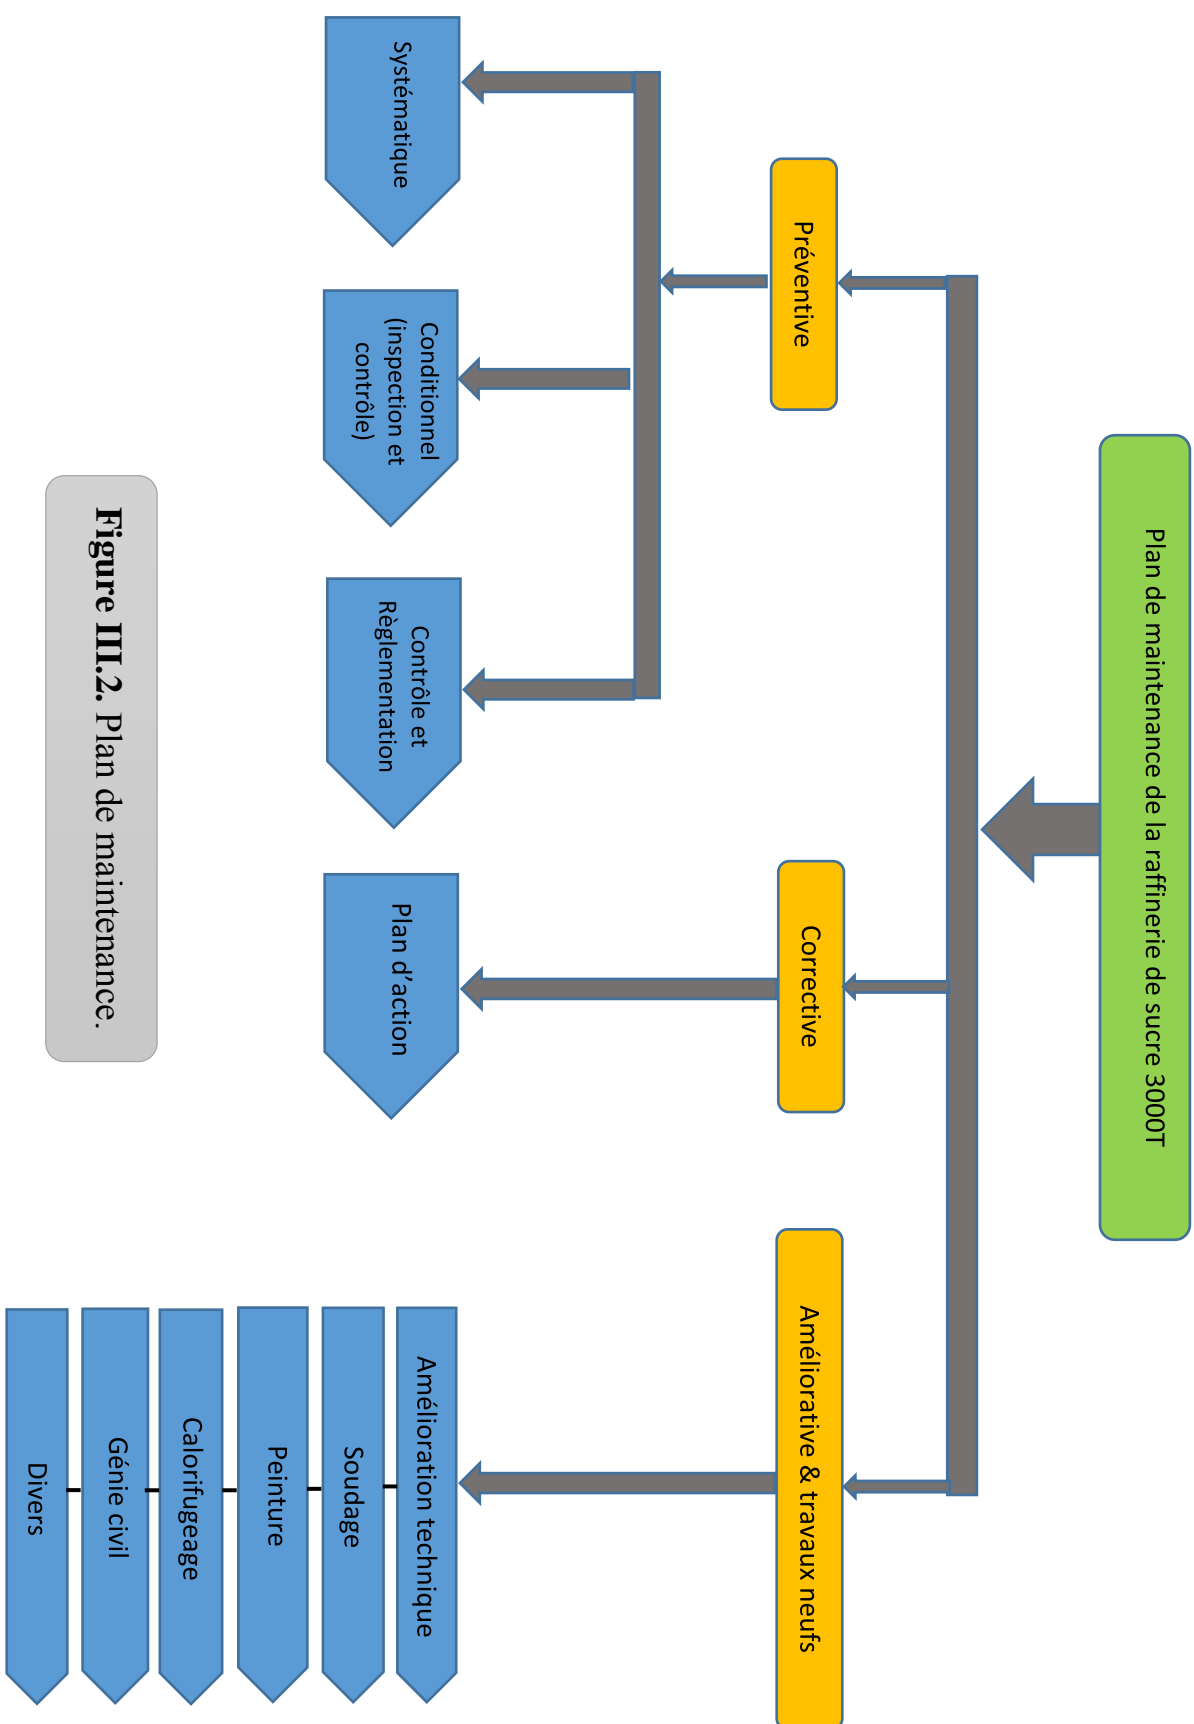 Plan de maintenance de la raffinerie de sucre 3000T
Préventive
Corrective
Améliorative & travaux neufs
Systématique
Conditionnel
(inspection et
contrôle)
Contrôle et
Règlementation
Plan d’action
Amélioration technique
Soudage
Peinture
Calorifugeage
Génie civil
Divers
Figure III.2. Plan de maintenance.